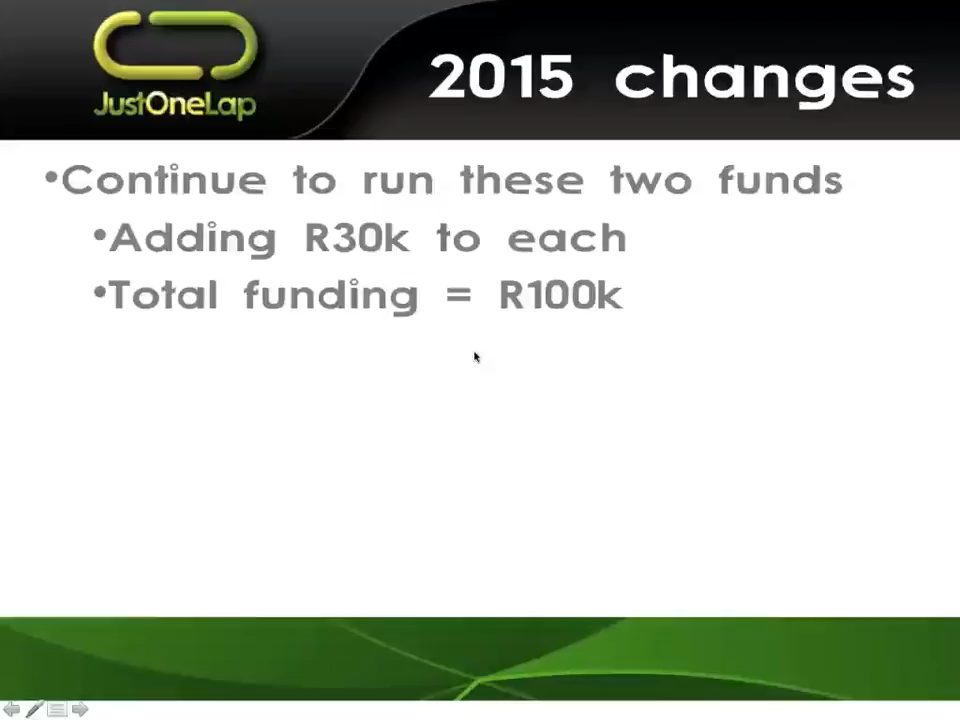 JustOneLap
2015 changes
•Continue to run these two funds
•Adding R30k to each
•Total funding = R100k